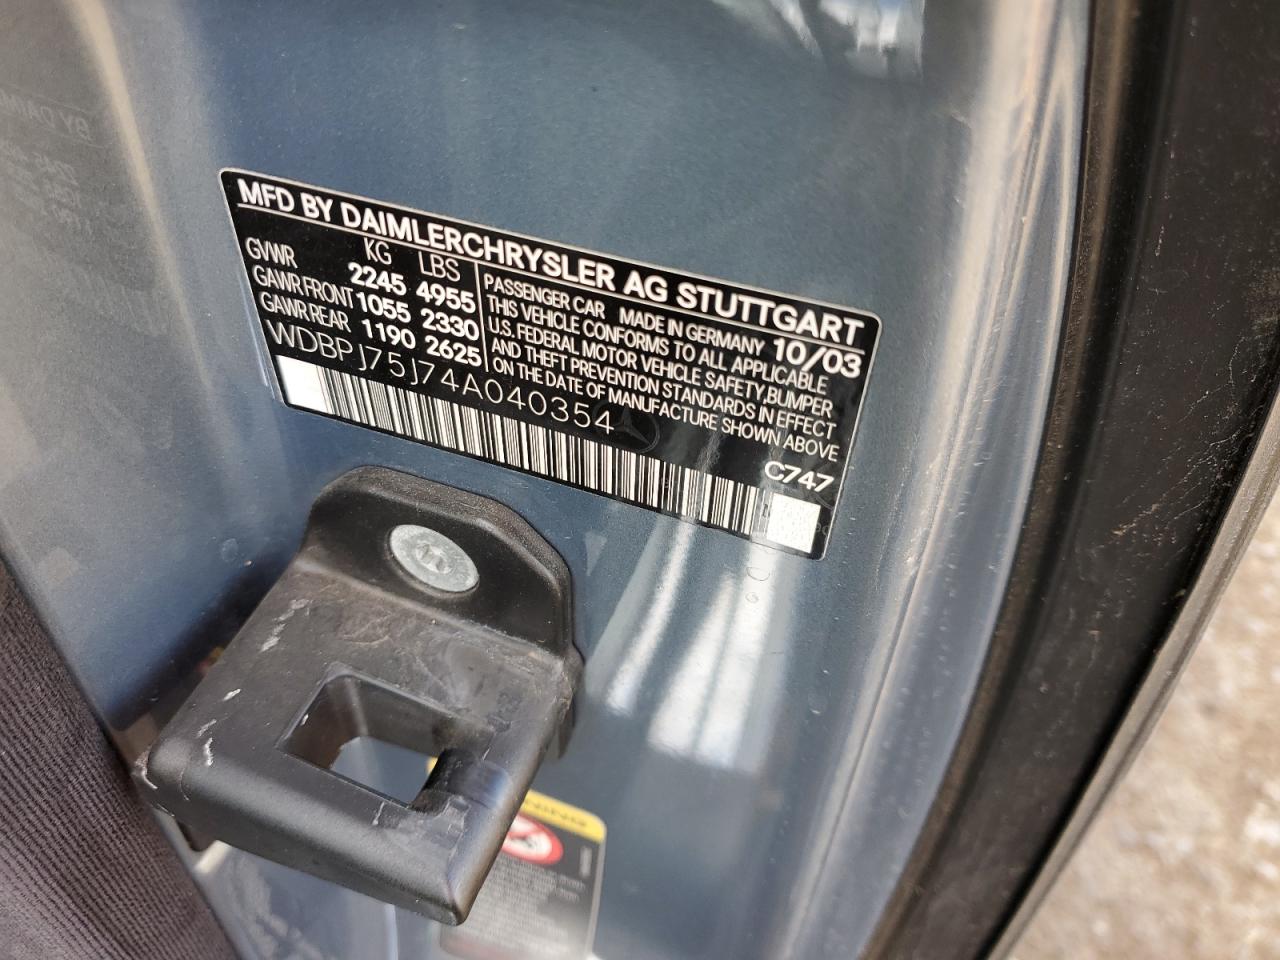 MFD BY DAIMLERCHRYSLER AG STUTTGART
KG LBS
GVWR 2245 4955
GAWR FRONT 1055 2330
GAWR REAR 1190 2625
PASSENGER CAR MADE IN GERMANY 10/03
THIS VEHICLE CONFORMS TO ALL APPLICABLE
U.S. FEDERAL MOTOR VEHICLE SAFETY, BUMPER
AND THEFT PREVENTION STANDARDS IN EFFECT
ON THE DATE OF MANUFACTURE SHOWN ABOVE
WDBPJ75J74A040354
C747